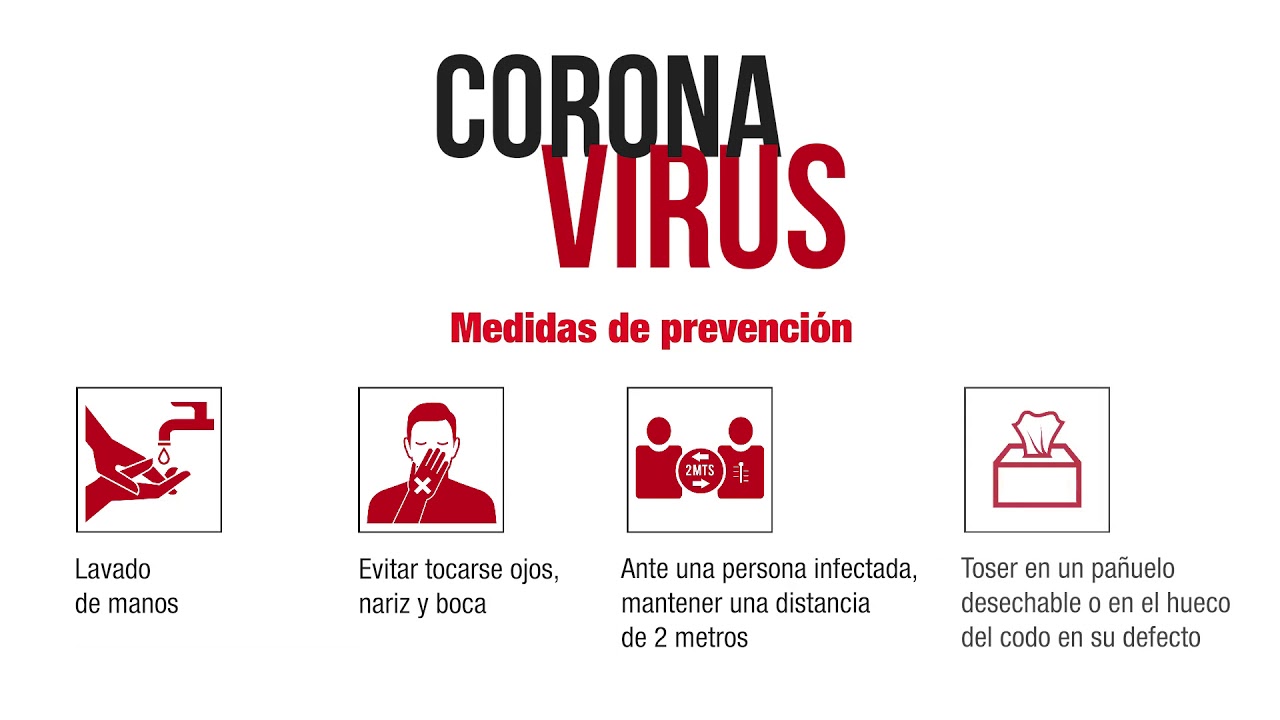 CORONA
VIRUS
Medidas de prevención
2MTS
Lavado
de manos
Evitar tocarse ojos,
nariz y boca
Ante una persona infectada,
mantener una distancia
de 2 metros
Toser en un pañuelo
desechable o en el hueco
del codo en su defecto